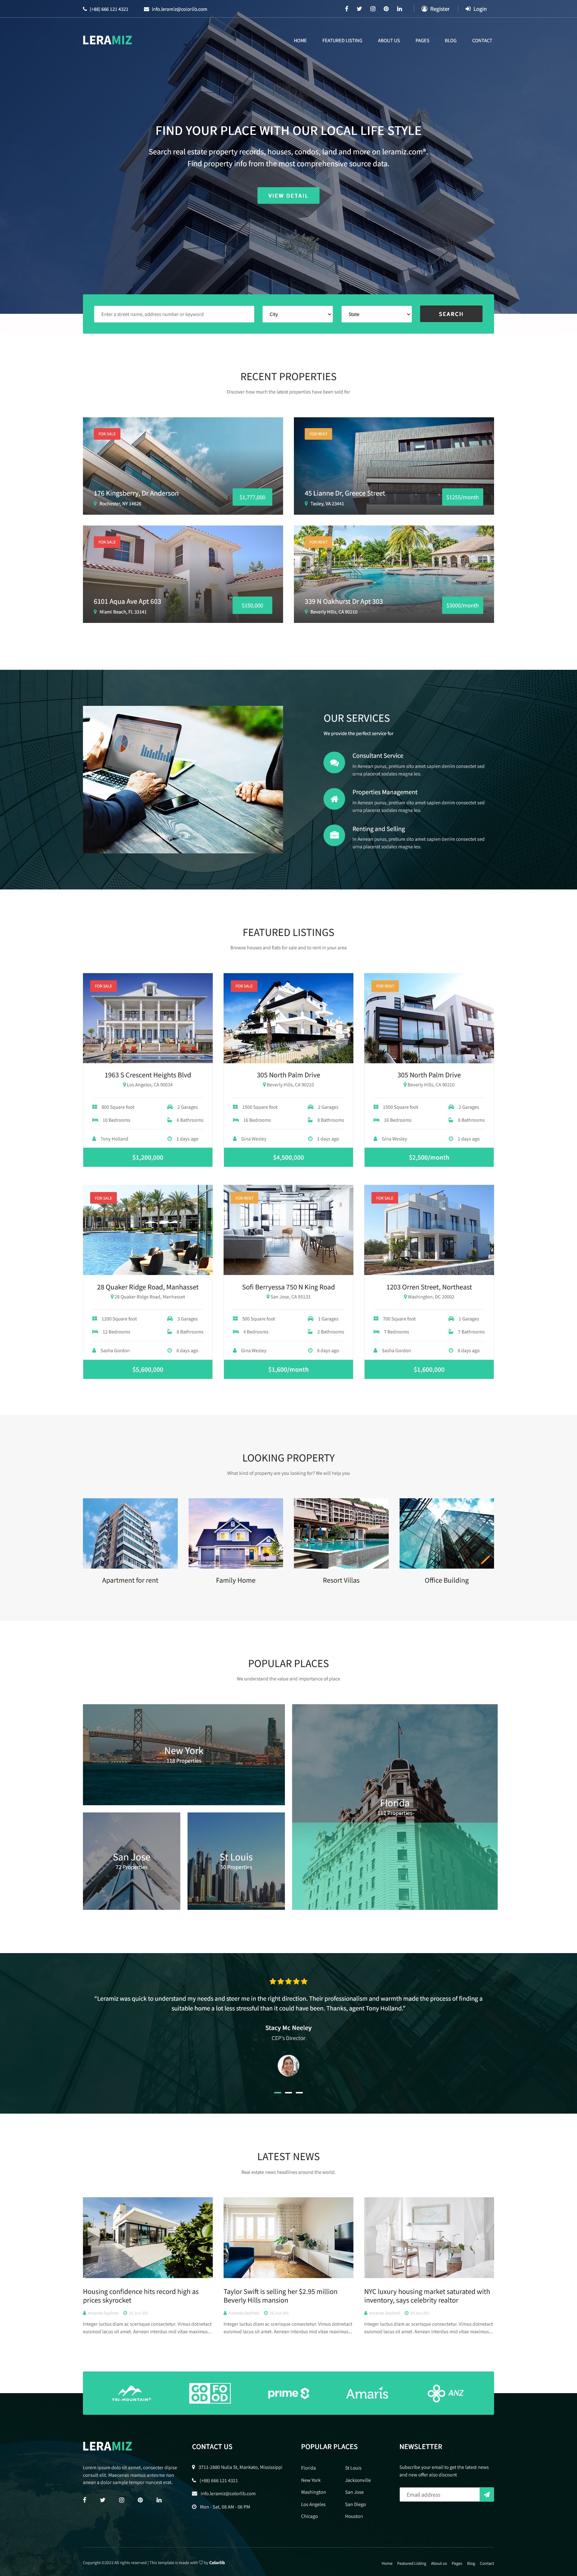 (+88) 666 121 4321
info.leramiz@colorlib.com
Register
Login
LERAMIZ
HOME
FEATURED LISTING
ABOUT US
PAGES
BLOG
CONTACT
FIND YOUR PLACE WITH OUR LOCAL LIFE STYLE
Search real estate property records, houses, condos, land and more on leramiz.com®.
Find property info from the most comprehensive source data.
VIEW DETAIL
Enter a street name, address number or keyword
City
State
SEARCH
RECENT PROPERTIES
Discover how much the latest properties have been sold for
FOR SALE
176 Kingsberry, Dr Anderson
Rochester, NY 14626
$1,777,000
FOR RENT
45 Lianne Dr, Greece Street
Tasley, VA 23441
$1255/month
FOR SALE
6101 Aqua Ave Apt 603
Miami Beach, FL 33141
$350,000
FOR RENT
339 N Oakhurst Dr Apt 303
Beverly Hills, CA 90210
$3000/month
OUR SERVICES
We provide the perfect service for
Consultant Service
In Aenean purus, pretium sito amet sapien denim consectet sed
urna placerat sodales magna leo.
Properties Management
In Aenean purus, pretium sito amet sapien denim consectet sed
urna placerat sodales magna leo.
Renting and Selling
In Aenean purus, pretium sito amet sapien denim consectet sed
urna placerat sodales magna leo.
FEATURED LISTINGS
Browse houses and flats for sale and to rent in your area
FOR SALE
1963 S Crescent Heights Blvd
Los Angeles, CA 90034
800 Square foot
2 Garages
10 Bedrooms
6 Bathrooms
Tony Holland
1 days ago
$1,200,000
FOR SALE
305 North Palm Drive
Beverly Hills, CA 90210
1500 Square foot
2 Garages
16 Bedrooms
8 Bathrooms
Gina Wesley
1 days ago
$4,500,000
FOR RENT
305 North Palm Drive
Beverly Hills, CA 90210
1500 Square foot
2 Garages
16 Bedrooms
8 Bathrooms
Gina Wesley
1 days ago
$2,500/month
FOR SALE
28 Quaker Ridge Road, Manhasset
28 Quaker Ridge Road, Manhasset
1200 Square foot
3 Garages
12 Bedrooms
8 Bathrooms
Sasha Gordon
8 days ago
$5,600,000
FOR RENT
Sofi Berryessa 750 N King Road
San Jose, CA 95133
500 Square foot
1 Garages
4 Bedrooms
2 Bathrooms
Gina Wesley
8 days ago
$1,600/month
FOR SALE
1203 Orren Street, Northeast
Washington, DC 20002
700 Square foot
1 Garages
7 Bedrooms
7 Bathrooms
Sasha Gordon
8 days ago
$1,600,000
LOOKING PROPERTY
What kind of property are you looking for? We will help you
Apartment for rent
Family Home
Resort Villas
Office Building
POPULAR PLACES
We understand the value and importance of place
New York
118 Properties
Florida
112 Properties
San Jose
72 Properties
St Louis
50 Properties
"Leramiz was quick to understand my needs and steer me in the right direction. Their professionalism and warmth made the process of finding a
suitable home a lot less stressful than it could have been. Thanks, agent Tony Holland."
Stacy Mc Neeley
CEP's Director
LATEST NEWS
Real estate news headlines around the world.
Housing confidence hits record high as
prices skyrocket
Integer luctus diam ac scerisque consectetur. Vimus dotnetact
euismod lacus sit amet. Aenean interdus mid vitae maximus...
Taylor Swift is selling her $2.95 million
Beverly Hills mansion
Integer luctus diam ac scerisque consectetur. Vimus dotnetact
euismod lacus sit amet. Aenean interdus mid vitae maximus...
NYC luxury housing market saturated with
inventory, says celebrity realtor
Integer luctus diam ac scerisque consectetur. Vimus dotnetact
euismod lacus sit amet. Aenean interdus mid vitae maximus...
TRI-MOUNTAIN
GO FO
OD OD
prime
Amaris
ANZ
LERAMIZ
Lorem ipsum dolo sit amet, consecter dipise
consult elit. Maecenas mamus antesme non
anean a dolor sample tempor nuncest erat.
CONTACT US
3711-2880 Nulla St, Mankato, Mississippi
(+88) 666 121 4321
info.leramiz@colorlib.com
Mon - Sat, 08 AM - 06 PM
POPULAR PLACES
Florida
St Louis
New York
Jacksonville
Washington
San Jose
Los Angeles
San Diego
Chicago
Houston
NEWSLETTER
Subscribe your email to get the latest news
and new offer also discount
Email address
Copyright ©2023 All rights reserved | This template is made with by Colorlib
Home
Featured Listing
About us
Pages
Blog
Contact